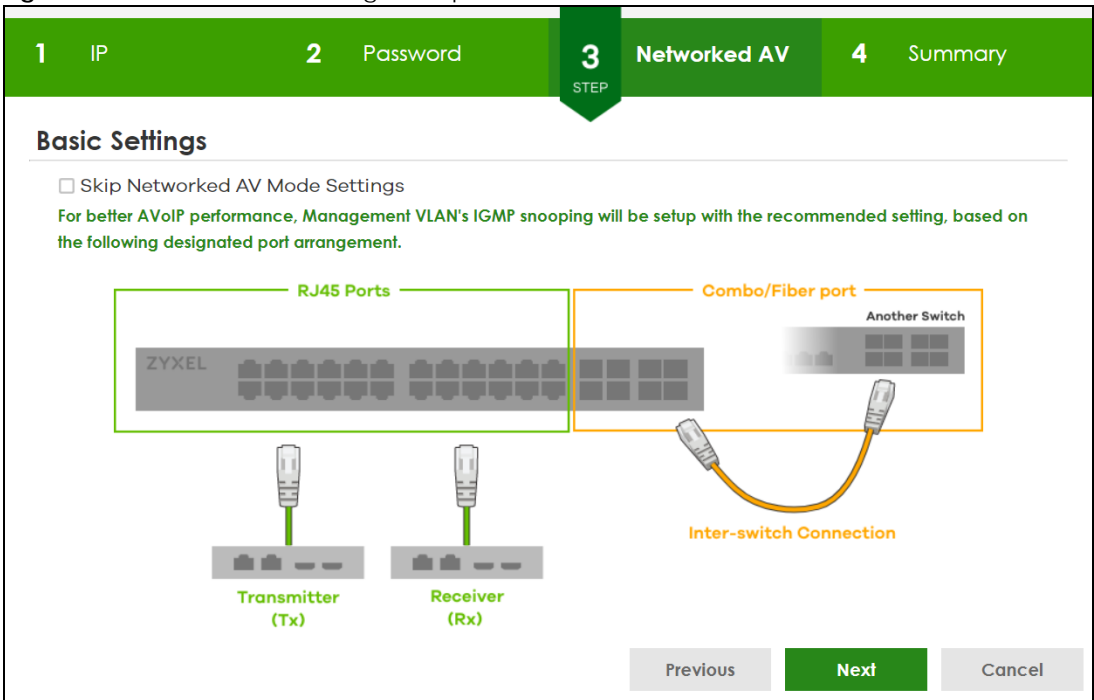 1 IP 2 Password 3 STEP Networked AV 4 Summary
Basic Settings
Skip Networked AV Mode Settings
For better AVoIP performance, Management VLAN's IGMP snooping will be setup with the recommended setting, based on
the following designated port arrangement.
RJ45 Ports Combo/Fiber port
Another Switch
ZYXEL
Inter-switch Connection
Transmitter Receiver
(Tx) (Rx)
Previous Next Cancel